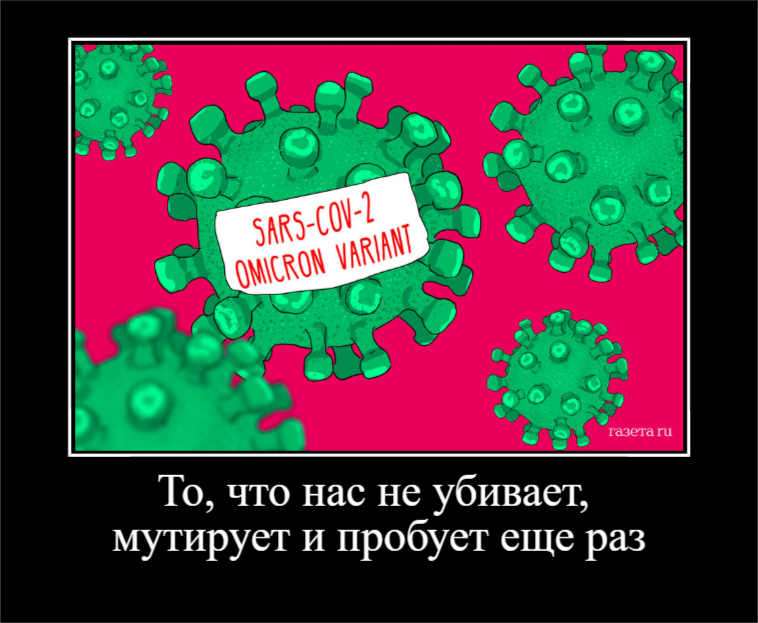 SARS-COV-2
OMICRON VARIANT
газета ru
То, что нас не убивает,
мутирует и пробует еще раз